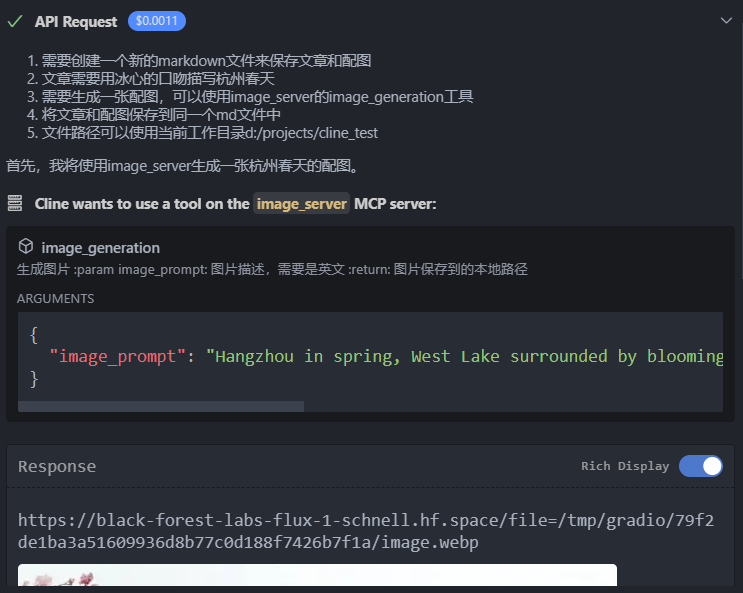 API Request $0.0011
1. 需要创建一个新的markdown文件来保存文章和配图
2. 文章需要用冰心的口吻描写杭州春天
3. 需要生成一张配图，可以使用image_server的image_generation工具
4. 将文章和配图保存到同一个md文件中
5. 文件路径可以使用当前工作目录d:/projects/cline_test
首先，我将使用image_server生成一张杭州春天的配图。
Cline wants to use a tool on the image_server MCP server:
image_generation
生成图片 :param image_prompt: 图片描述，需要是英文 :return: 图片保存到的本地路径
ARGUMENTS
{
"image_prompt": "Hangzhou in spring, West Lake surrounded by blooming
}
Response Rich Display
https://black-forest-labs-flux-1-schnell.hf.space/file=/tmp/gradio/79f2
de1ba3a51609936d8b77c0d188f7426b7f1a/image.webp